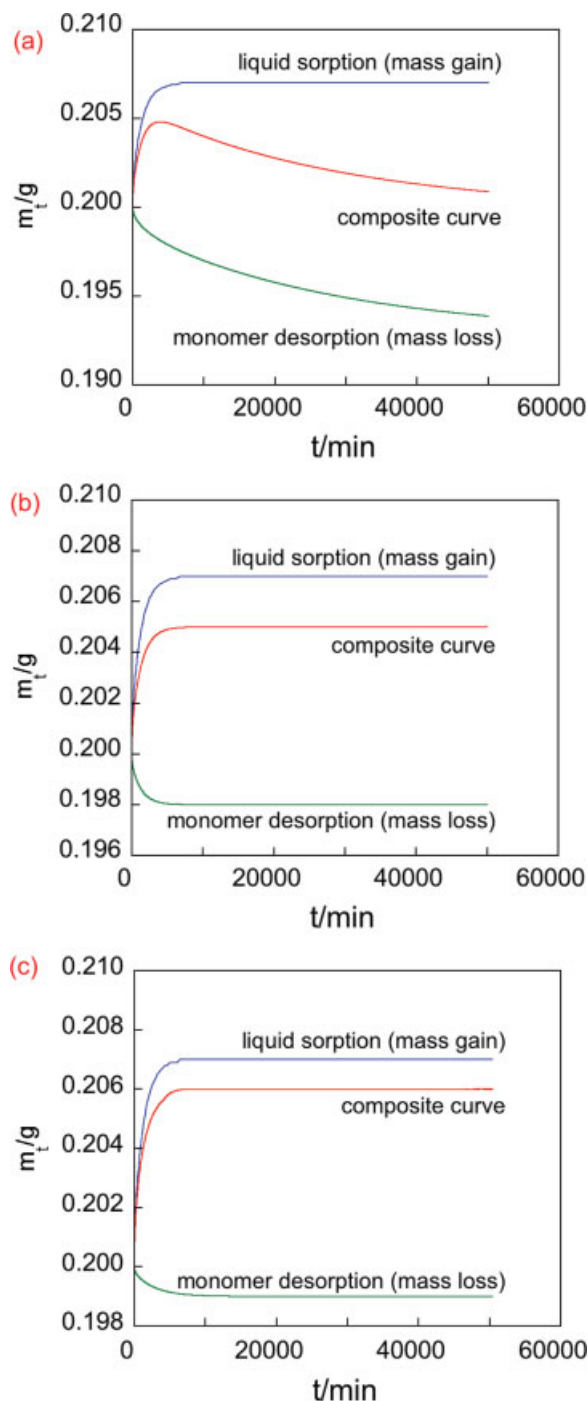 (a)
0.210
liquid sorption (mass gain)
0.205
m_t/g
0.200
composite curve
0.195
monomer desorption (mass loss)
0.190
0 20000 40000 60000
t/min
(b)
0.210
liquid sorption (mass gain)
0.208
0.206
composite curve
m_t/g
0.204
0.202
0.200
0.198
monomer desorption (mass loss)
0.196
0 20000 40000 60000
t/min
(c)
0.210
liquid sorption (mass gain)
0.208
0.206
composite curve
m_t/g
0.204
0.202
0.200
monomer desorption (mass loss)
0.198
0 20000 40000 60000
t/min